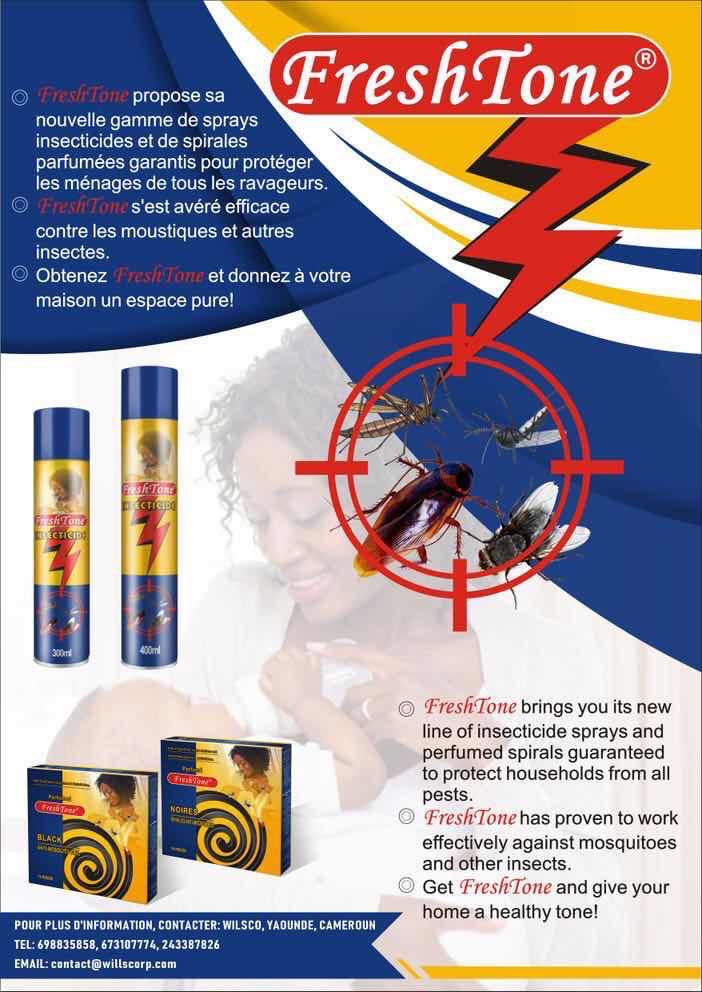 FreshTone®
FreshTone propose sa
nouvelle gamme de sprays
insecticides et de spirales
parfumées garantis pour protéger
les ménages de tous les ravageurs.
FreshTone s'est avéré efficace
contre les moustiques et autres
insectes.
Obtenez FreshTone et donnez à votre
maison un espace pure!
FreshTone
INSECTICIDE
300ml
FreshTone
INSECTICIDE
400ml
Perfumed
FreshTone
BLACK
Parfumé
FreshTone
NOIRES
FreshTone brings you its new
line of insecticide sprays and
perfumed spirals guaranteed
to protect households from all
pests.
FreshTone has proven to work
effectively against mosquitoes
and other insects.
Get FreshTone and give your
home a healthy tone!
POUR PLUS D'INFORMATION, CONTACTER: WILSCO, YAOUNDE, CAMEROUN
TEL: 698835858, 673107774, 243387826
EMAIL: contact@willscorp.com